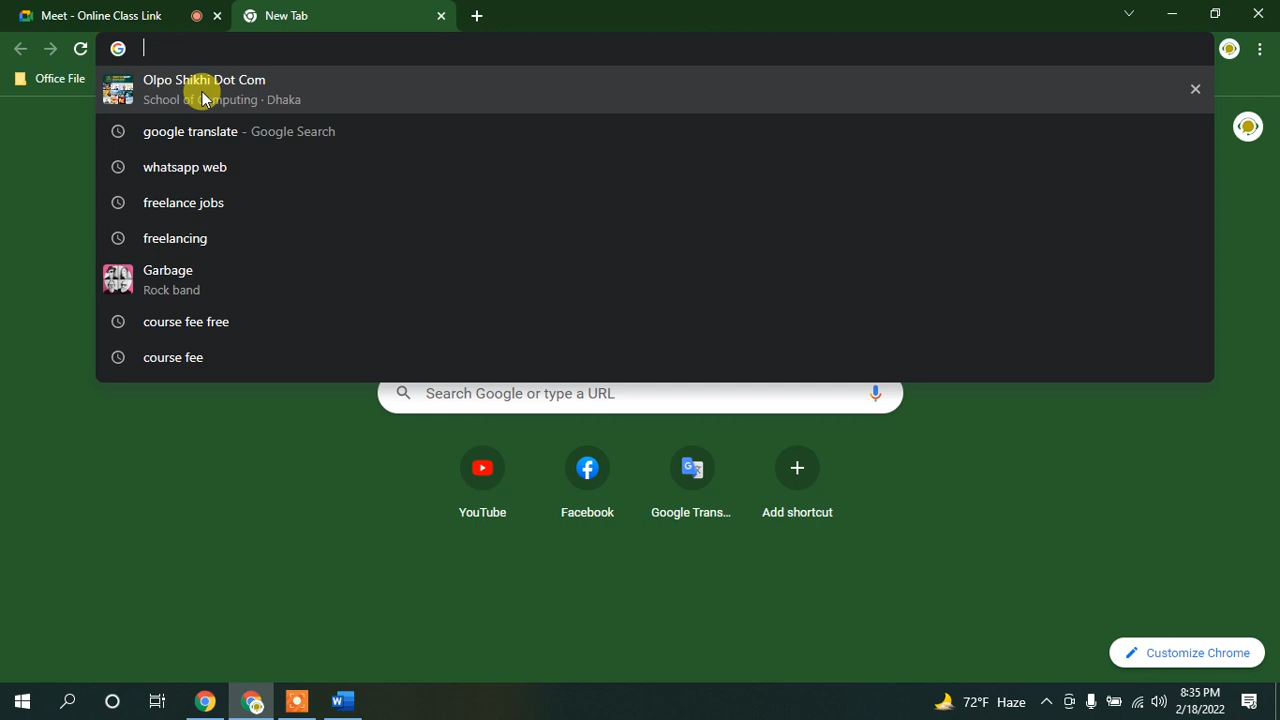 Meet - Online Class Link
New Tab
Office File
Olpo Shikhi Dot Com
School of Computing · Dhaka
google translate - Google Search
whatsapp web
freelance jobs
freelancing
Garbage
Rock band
course fee free
course fee
Search Google or type a URL
YouTube
Facebook
Google Trans...
Add shortcut
Customize Chrome
72°F Haze
8:35 PM
2/18/2022